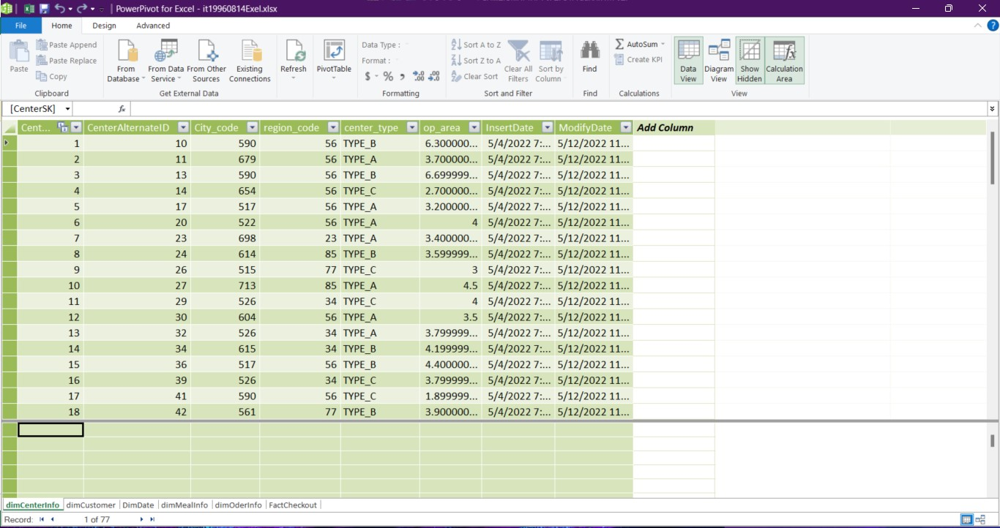 PowerPivot for Excel - it19960814Exel.xlsx
File Home Design Advanced
Paste Paste Append Paste Replace Copy
Clipboard
From Database From Data Service From Other Sources Existing Connections
Get External Data
Refresh
PivotTable
Data Type :
Format :
$ % , .00 .00
Formatting
Sort A to Z
Sort Z to A
Clear Sort
Clear All Filters Sort by Column
Sort and Filter
Find
Find
AutoSum
Create KPI
Calculations
Data View Diagram View Show Hidden Calculation Area
View
[CenterSK] fx
Cent... CenterAlternateID City_code region_code center_type op_area InsertDate ModifyDate Add Column
1 10 590 56 TYPE_B 6.300000... 5/4/2022 7:... 5/12/2022 11...
2 11 679 56 TYPE_A 3.700000... 5/4/2022 7:... 5/12/2022 11...
3 13 590 56 TYPE_B 6.699999... 5/4/2022 7:... 5/12/2022 11...
4 14 654 56 TYPE_C 2.700000... 5/4/2022 7:... 5/12/2022 11...
5 17 517 56 TYPE_A 3.200000... 5/4/2022 7:... 5/12/2022 11...
6 20 522 56 TYPE_A 4 5/4/2022 7:... 5/12/2022 11...
7 23 698 23 TYPE_A 3.400000... 5/4/2022 7:... 5/12/2022 11...
8 24 614 85 TYPE_B 3.599999... 5/4/2022 7:... 5/12/2022 11...
9 26 515 77 TYPE_C 3 5/4/2022 7:... 5/12/2022 11...
10 27 713 85 TYPE_A 4.5 5/4/2022 7:... 5/12/2022 11...
11 29 526 34 TYPE_C 4 5/4/2022 7:... 5/12/2022 11...
12 30 604 56 TYPE_A 3.5 5/4/2022 7:... 5/12/2022 11...
13 32 526 34 TYPE_A 3.799999... 5/4/2022 7:... 5/12/2022 11...
14 34 615 34 TYPE_B 4.199999... 5/4/2022 7:... 5/12/2022 11...
15 36 517 56 TYPE_B 4.400000... 5/4/2022 7:... 5/12/2022 11...
16 39 526 34 TYPE_C 3.799999... 5/4/2022 7:... 5/12/2022 11...
17 41 590 56 TYPE_C 1.899999... 5/4/2022 7:... 5/12/2022 11...
18 42 561 77 TYPE_B 3.900000... 5/4/2022 7:... 5/12/2022 11...
dimCenterInfo dimCustomer DimDate dimMealInfo dimOderInfo FactCheckout
Record: 1 of 77